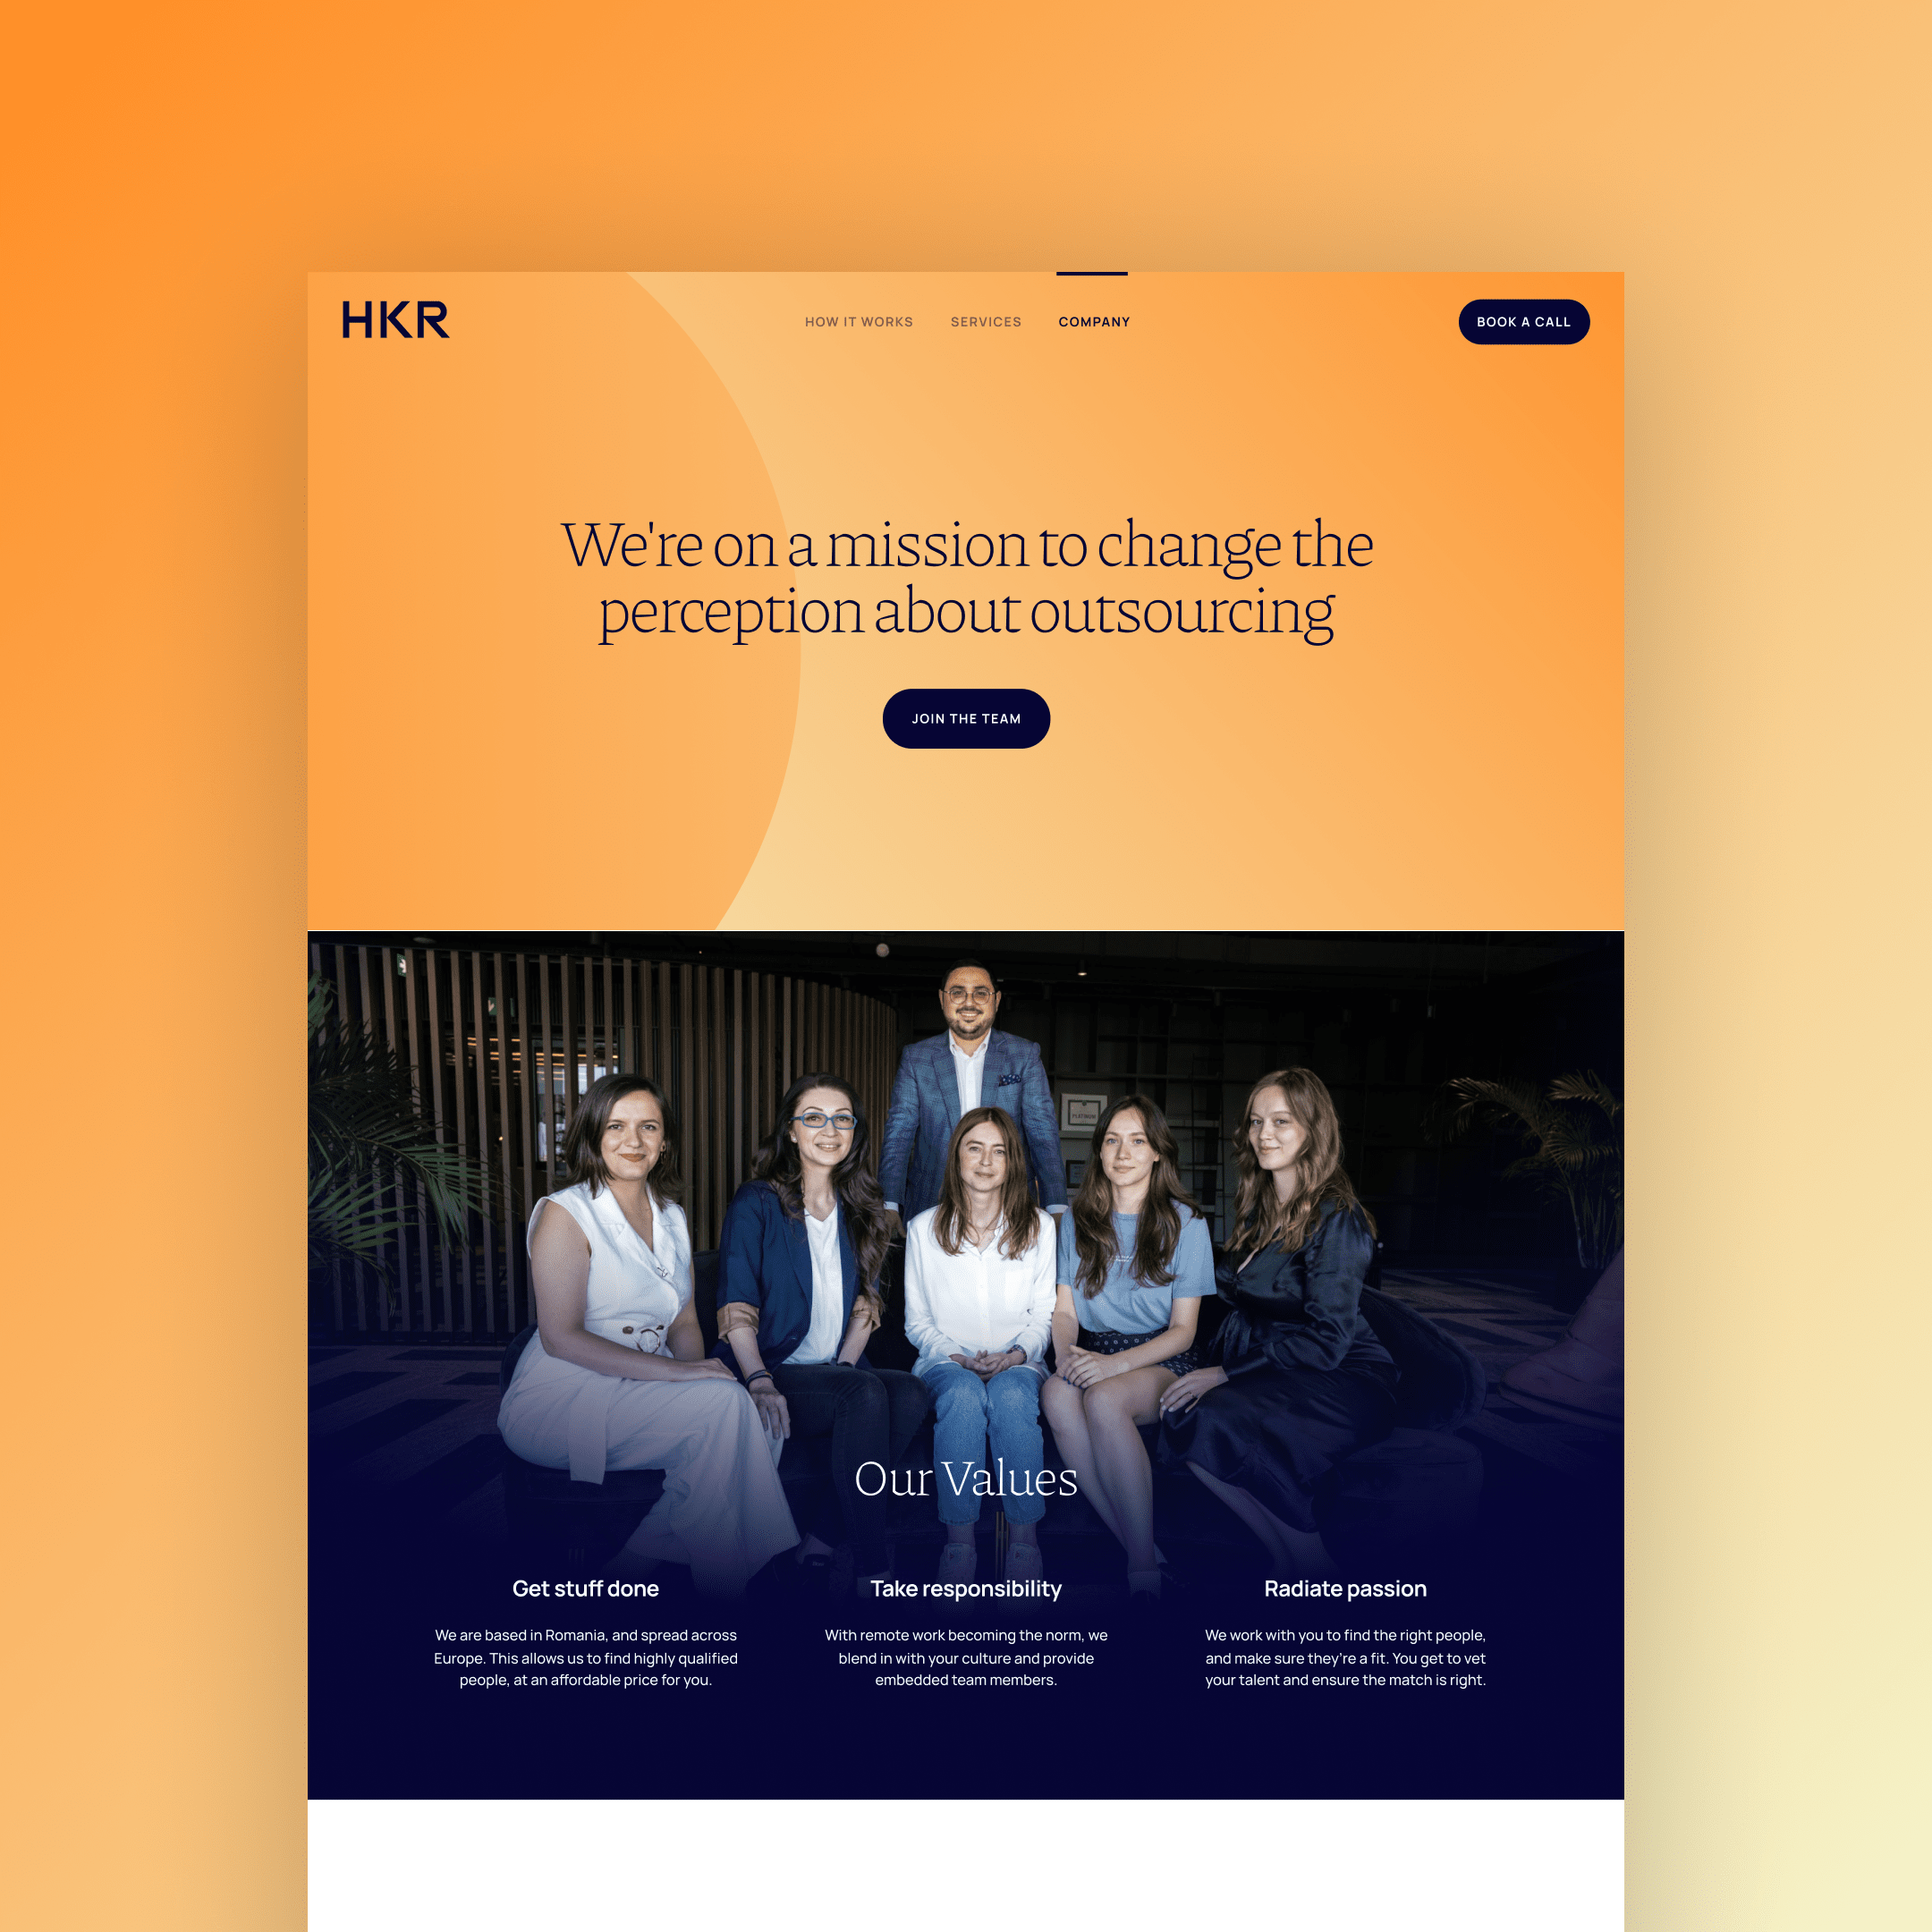 HKR
HOW IT WORKS
SERVICES
COMPANY
BOOK A CALL
We're on a mission to change the
perception about outsourcing
JOIN THE TEAM
Our Values
Get stuff done
We are based in Romania, and spread across
Europe. This allows us to find highly qualified
people, at an affordable price for you.
Take responsibility
With remote work becoming the norm, we
blend in with your culture and provide
embedded team members.
Radiate passion
We work with you to find the right people,
and make sure they're a fit. You get to vet
your talent and ensure the match is right.